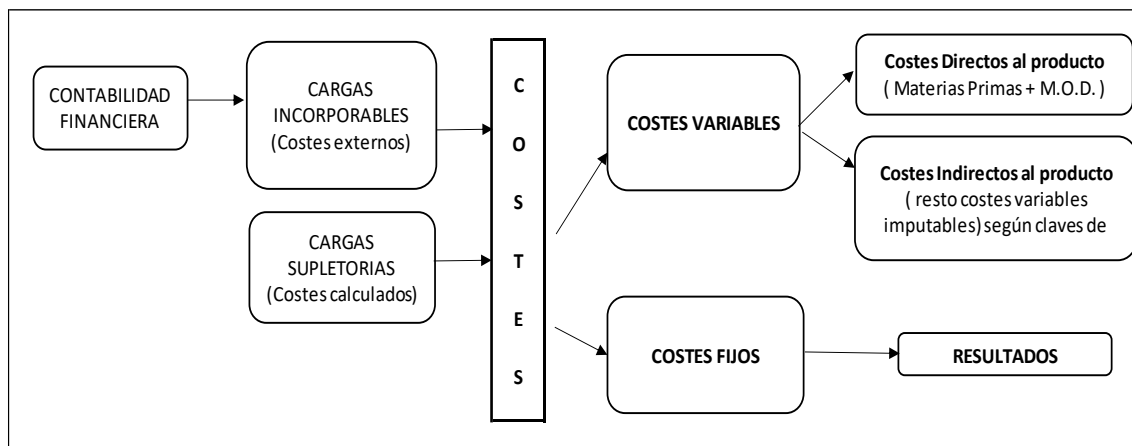 CONTABILIDAD
FINANCIERA
CARGAS
INCORPORABLES
(Costes externos)
CARGAS
SUPLETORIAS
(Costes calculados)
C
O
S
T
E
S
COSTES VARIABLES
COSTES FIJOS
Costes Directos al producto
( Materias Primas + M.O.D. )
Costes Indirectos al producto
( resto costes variables
imputables) según claves de
RESULTADOS